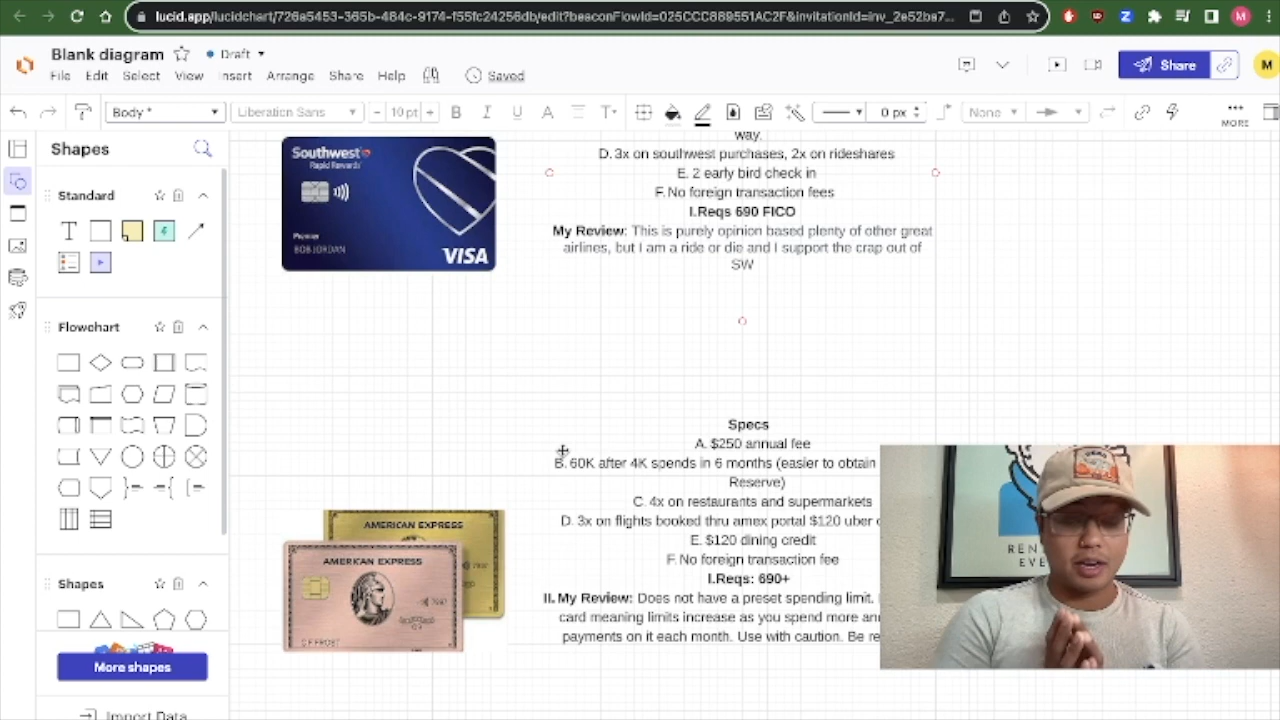 lucid.app/lucidchart/726a5453-365b-484c-9174-f55fc24256db/edit?beaconFlowId=025CCC889551AC2F&invitationId=inv_2e52ba7...
M
Blank diagram
Draft
File Edit Select View Insert Arrange Share Help
Saved
Share
M
Body *
Liberation Sans
- 10 pt +
B I U A T
0 px
None
MORE
Shapes
Standard
T
Flowchart
Shapes
More shapes
Import Data
Southwest
Rapid Rewards
Premier
BOB JORDAN
VISA
way.
D. 3x on southwest purchases, 2x on rideshares
E. 2 early bird check in
F. No foreign transaction fees
I.Reqs 690 FICO
My Review: This is purely opinion based plenty of other great
airlines, but I am a ride or die and I support the crap out of
SW
AMERICAN EXPRESS
AMERICAN EXPRESS
C F FROST
Specs
A. $250 annual fee
B. 60K after 4K spends in 6 months (easier to obtain
Reserve)
C. 4x on restaurants and supermarkets
D. 3x on flights booked thru amex portal $120 uber
E. $120 dining credit
F. No foreign transaction fee
I.Reqs: 690+
II. My Review: Does not have a preset spending limit.
card meaning limits increase as you spend more
payments on it each month. Use with caution. Be